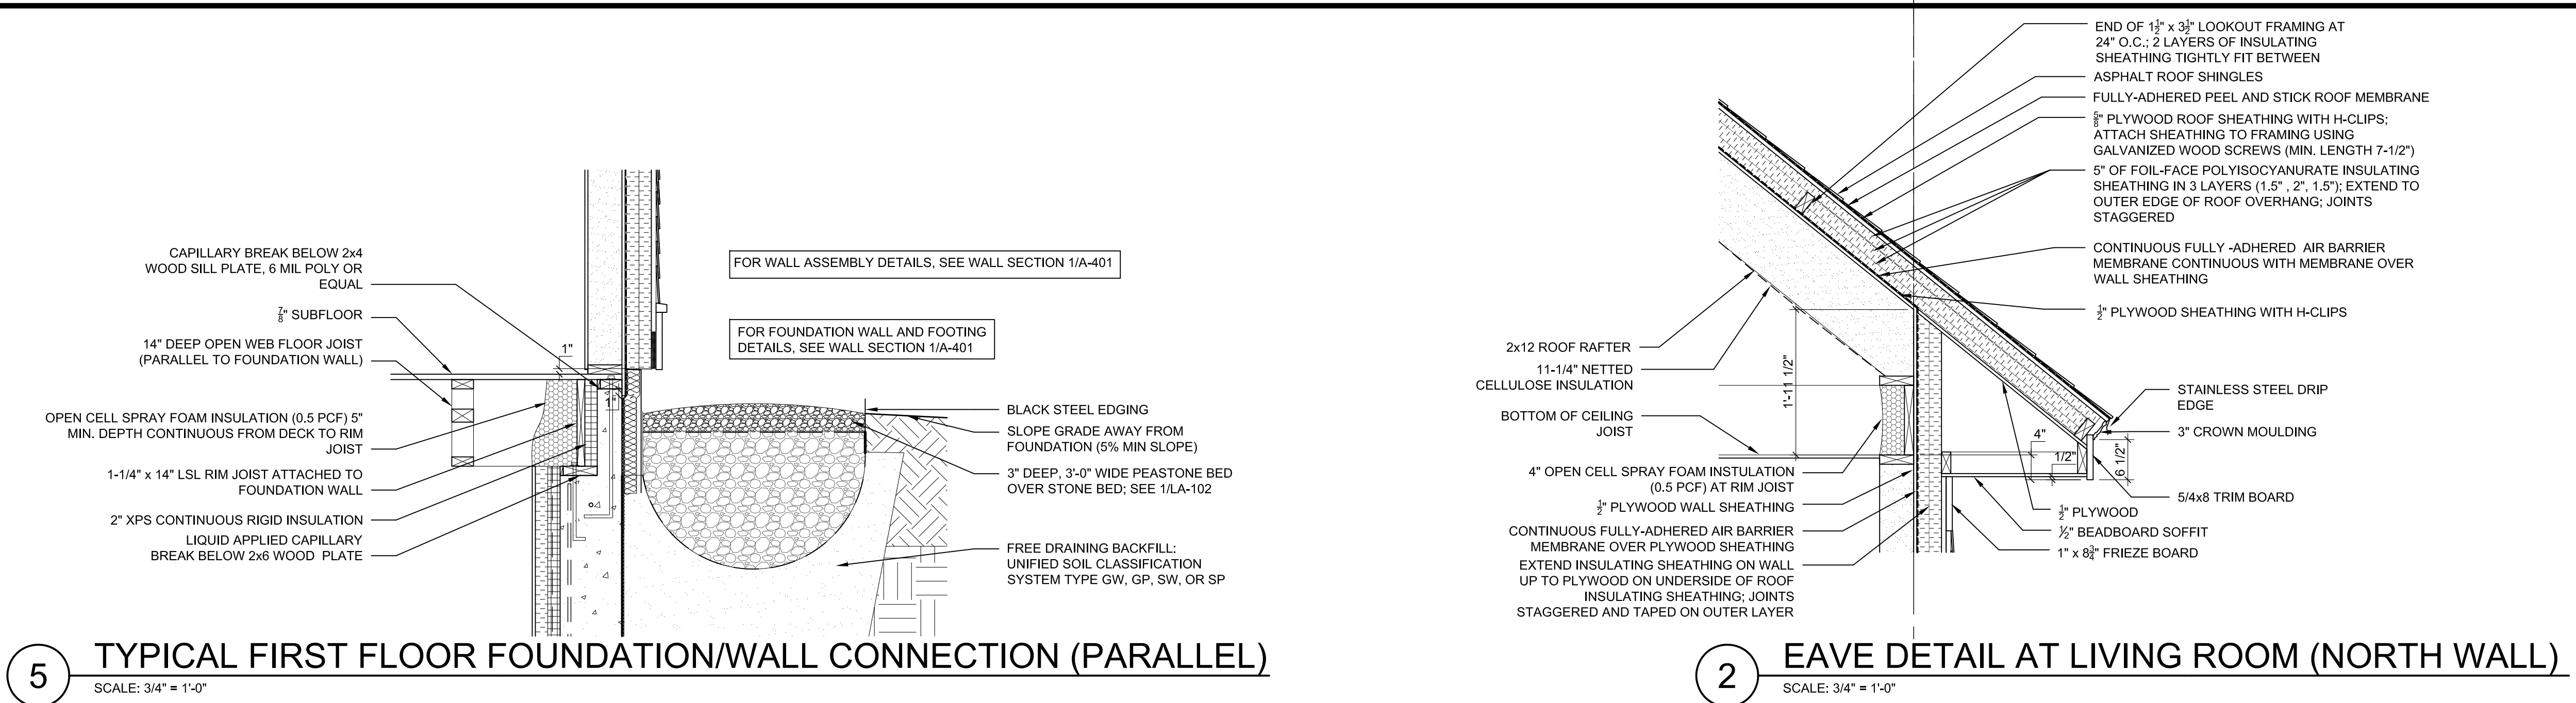 CAPILLARY BREAK BELOW 2x4
WOOD SILL PLATE, 6 MIL POLY OR
EQUAL
7/8" SUBFLOOR
14" DEEP OPEN WEB FLOOR JOIST
(PARALLEL TO FOUNDATION WALL)
OPEN CELL SPRAY FOAM INSULATION (0.5 PCF) 5"
MIN. DEPTH CONTINUOUS FROM DECK TO RIM
JOIST
1-1/4" x 14" LSL RIM JOIST ATTACHED TO
FOUNDATION WALL
2" XPS CONTINUOUS RIGID INSULATION
LIQUID APPLIED CAPILLARY
BREAK BELOW 2x6 WOOD PLATE
1"
1"
FOR WALL ASSEMBLY DETAILS, SEE WALL SECTION 1/A-401
FOR FOUNDATION WALL AND FOOTING
DETAILS, SEE WALL SECTION 1/A-401
BLACK STEEL EDGING
SLOPE GRADE AWAY FROM
FOUNDATION (5% MIN SLOPE)
3" DEEP, 3'-0" WIDE PEASTONE BED
OVER STONE BED; SEE 1/LA-102
FREE DRAINING BACKFILL:
UNIFIED SOIL CLASSIFICATION
SYSTEM TYPE GW, GP, SW, OR SP
5
TYPICAL FIRST FLOOR FOUNDATION/WALL CONNECTION (PARALLEL)
SCALE: 3/4" = 1'-0"
2x12 ROOF RAFTER
11-1/4" NETTED
CELLULOSE INSULATION
BOTTOM OF CEILING
JOIST
4" OPEN CELL SPRAY FOAM INSTULATION
(0.5 PCF) AT RIM JOIST
1/2" PLYWOOD WALL SHEATHING
CONTINUOUS FULLY-ADHERED AIR BARRIER
MEMBRANE OVER PLYWOOD SHEATHING
EXTEND INSULATING SHEATHING ON WALL
UP TO PLYWOOD ON UNDERSIDE OF ROOF
INSULATING SHEATHING; JOINTS
STAGGERED AND TAPED ON OUTER LAYER
1'-11 1/2"
4"
1/2"
6 1/2"
END OF 1 1/2" x 3 1/2" LOOKOUT FRAMING AT
24" O.C.; 2 LAYERS OF INSULATING
SHEATHING TIGHTLY FIT BETWEEN
ASPHALT ROOF SHINGLES
FULLY-ADHERED PEEL AND STICK ROOF MEMBRANE
5/8" PLYWOOD ROOF SHEATHING WITH H-CLIPS;
ATTACH SHEATHING TO FRAMING USING
GALVANIZED WOOD SCREWS (MIN. LENGTH 7-1/2")
5" OF FOIL-FACE POLYISOCYANURATE INSULATING
SHEATHING IN 3 LAYERS (1.5" , 2", 1.5"); EXTEND TO
OUTER EDGE OF ROOF OVERHANG; JOINTS
STAGGERED
CONTINUOUS FULLY -ADHERED AIR BARRIER
MEMBRANE CONTINUOUS WITH MEMBRANE OVER
WALL SHEATHING
1/2" PLYWOOD SHEATHING WITH H-CLIPS
STAINLESS STEEL DRIP
EDGE
3" CROWN MOULDING
5/4x8 TRIM BOARD
1/2" PLYWOOD
1/2" BEADBOARD SOFFIT
1" x 8 3/4" FRIEZE BOARD
2
EAVE DETAIL AT LIVING ROOM (NORTH WALL)
SCALE: 3/4" = 1'-0"